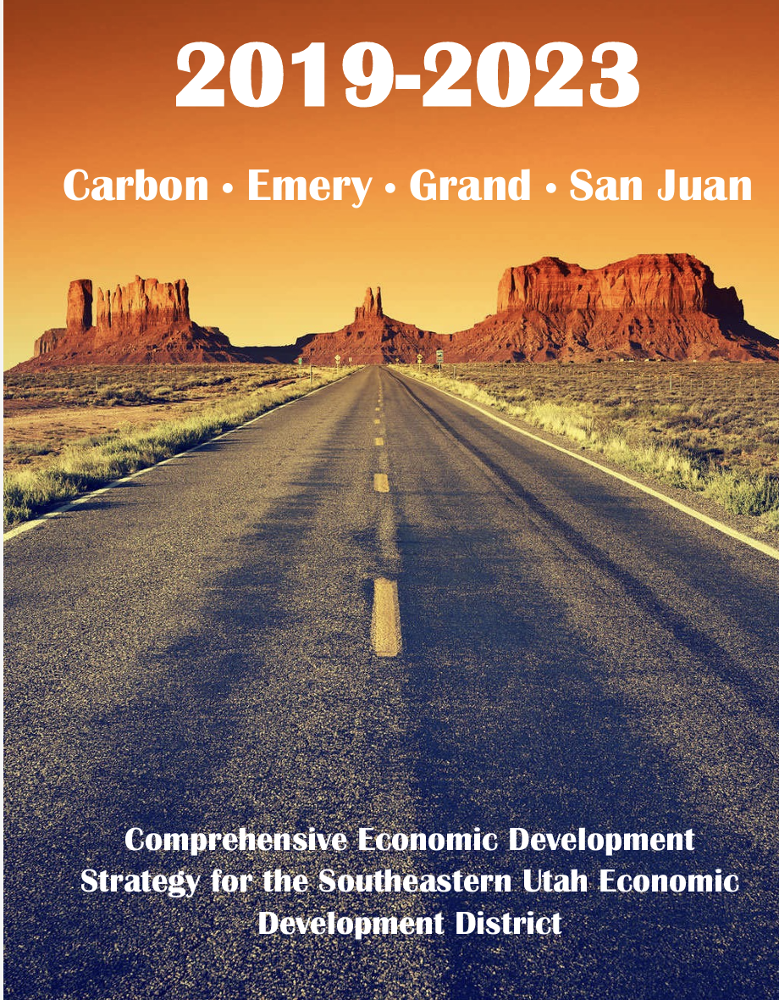 2019-2023
Carbon • Emery • Grand • San Juan
Comprehensive Economic Development
Strategy for the Southeastern Utah Economic
Development District